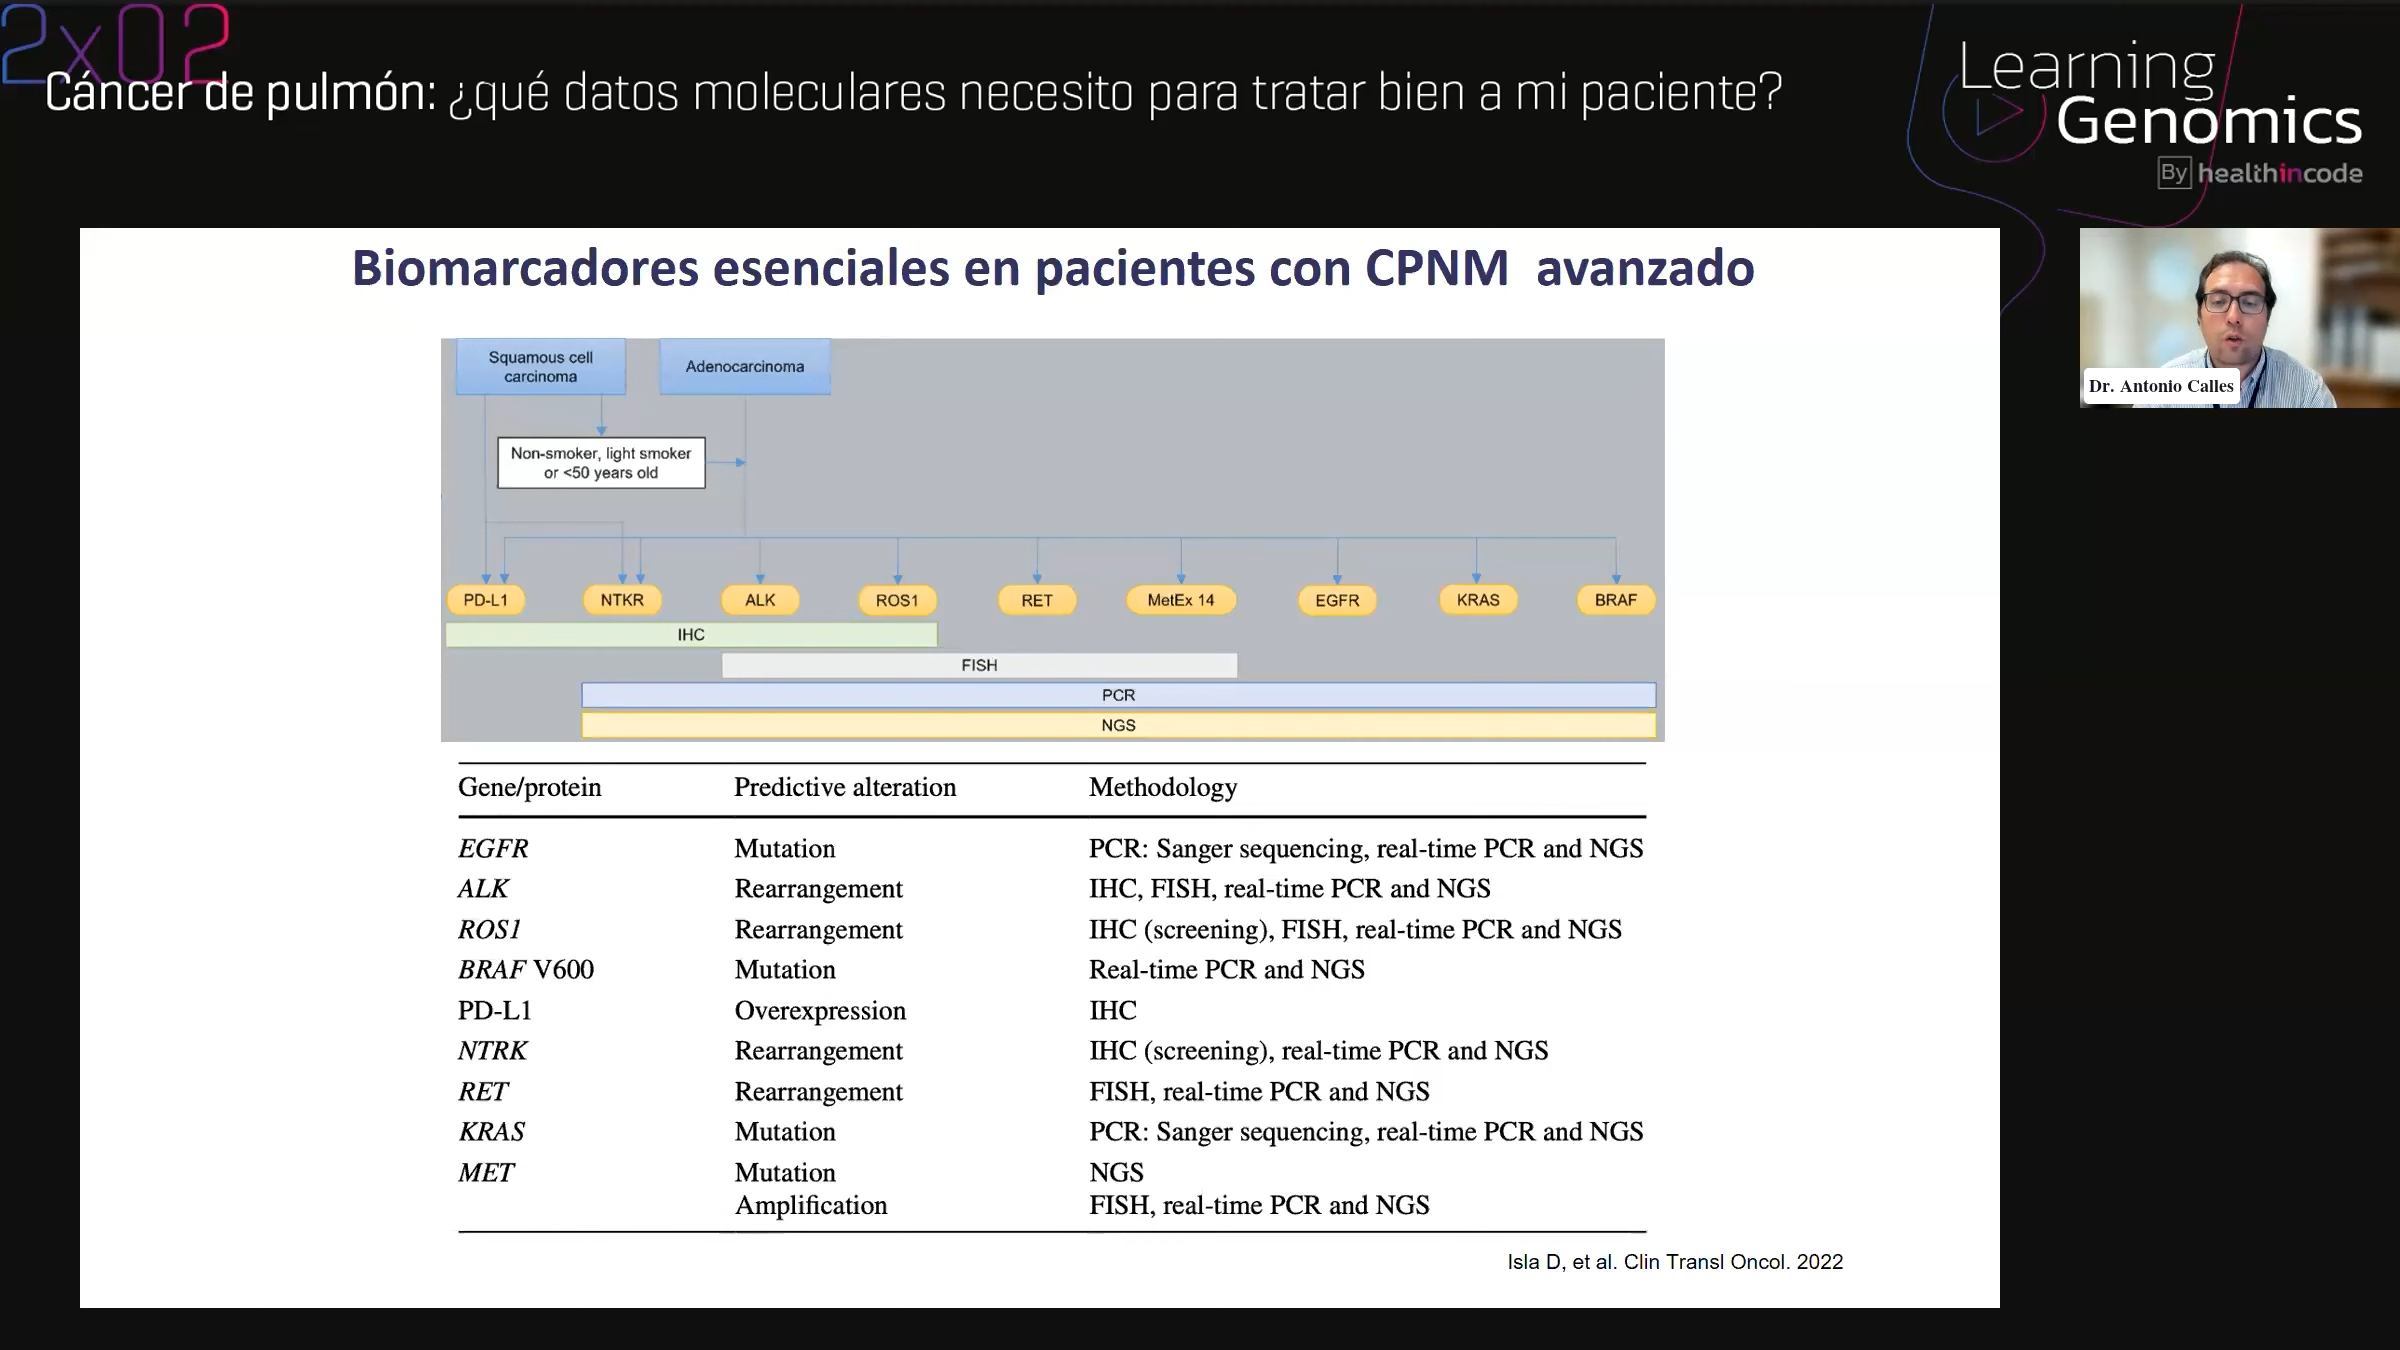 2x02
Cáncer de pulmón: ¿qué datos moleculares necesito para tratar bien a mi paciente?
Learning
Genomics
By healthincode
Biomarcadores esenciales en pacientes con CPNM avanzado
Squamous cell
carcinoma
Adenocarcinoma
Non-smoker, light smoker
or <50 years old
PD-L1 NTKR ALK ROS1 RET MetEx 14 EGFR KRAS BRAF
IHC
FISH
PCR
NGS
Gene/protein Predictive alteration Methodology
EGFR Mutation PCR: Sanger sequencing, real-time PCR and NGS
ALK Rearrangement IHC, FISH, real-time PCR and NGS
ROS1 Rearrangement IHC (screening), FISH, real-time PCR and NGS
BRAF V600 Mutation Real-time PCR and NGS
PD-L1 Overexpression IHC
NTRK Rearrangement IHC (screening), real-time PCR and NGS
RET Rearrangement FISH, real-time PCR and NGS
KRAS Mutation PCR: Sanger sequencing, real-time PCR and NGS
MET Mutation NGS
Amplification FISH, real-time PCR and NGS
Isla D, et al. Clin Transl Oncol. 2022
Dr. Antonio Calles